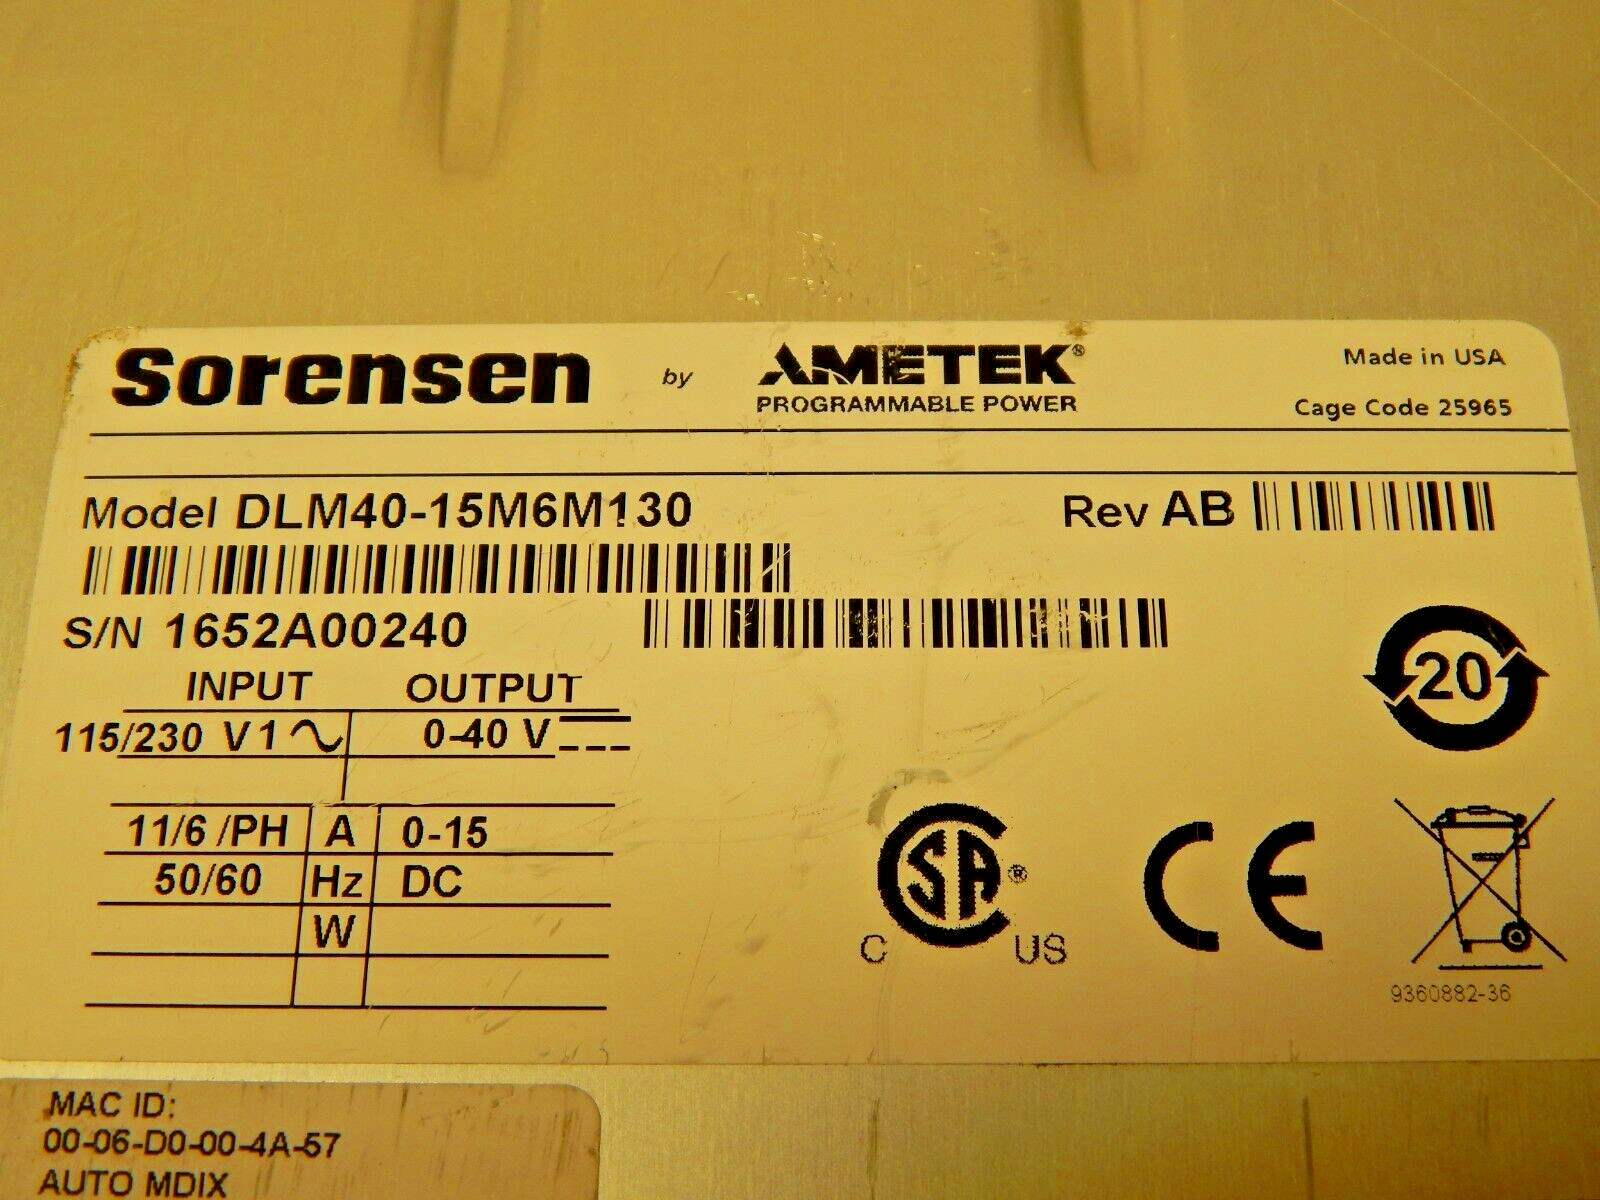 Sorensen by AMETEK®
PROGRAMMABLE POWER
Made in USA
Cage Code 25965
Model DLM40-15M6M130
Rev AB
S/N 1652A00240
INPUT OUTPUT
115/230 V 1 0-40 V
11/6 /PH A 0-15
50/60 Hz DC
W
20
CSA®
C US
CE
9360882-36
MAC ID:
00-06-D0-00-4A-57
AUTO MDIX